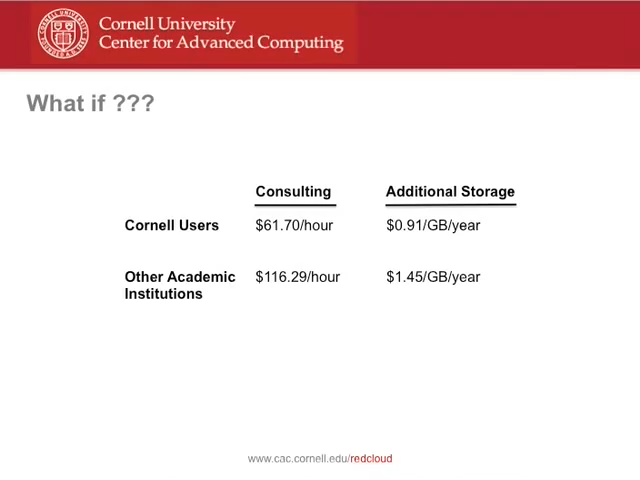 Cornell University
Center for Advanced Computing
What if ???
Consulting Additional Storage
Cornell Users $61.70/hour $0.91/GB/year
Other Academic $116.29/hour $1.45/GB/year
Institutions
www.cac.cornell.edu/redcloud